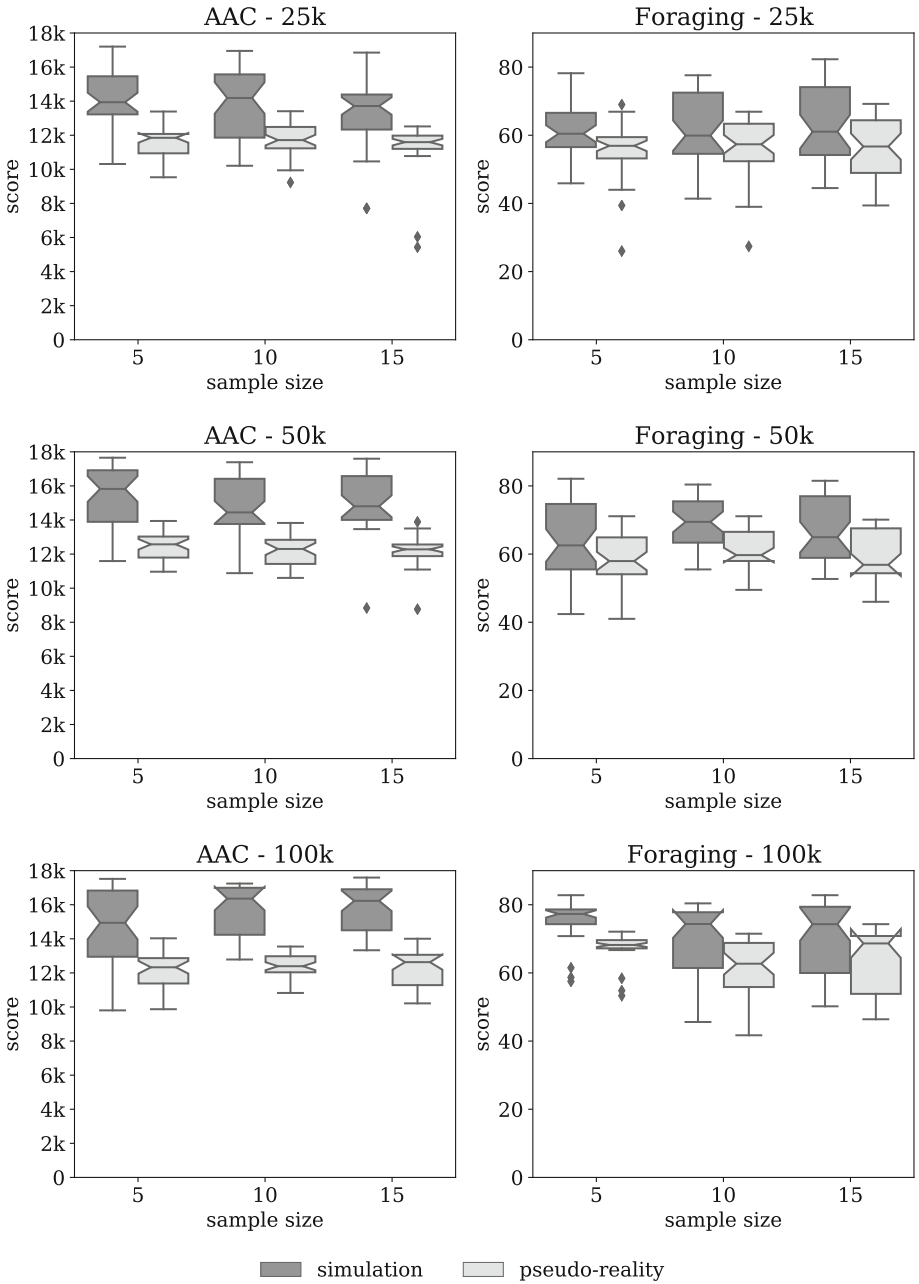 AAC - 25k
18k
16k
14k
12k
10k
8k
6k
4k
2k
0
score
5 10 15
sample size
Foraging - 25k
80
60
40
20
0
score
5 10 15
sample size
AAC - 50k
18k
16k
14k
12k
10k
8k
6k
4k
2k
0
score
5 10 15
sample size
Foraging - 50k
80
60
40
20
0
score
5 10 15
sample size
AAC - 100k
18k
16k
14k
12k
10k
8k
6k
4k
2k
0
score
5 10 15
sample size
Foraging - 100k
80
60
40
20
0
score
5 10 15
sample size
simulation pseudo-reality